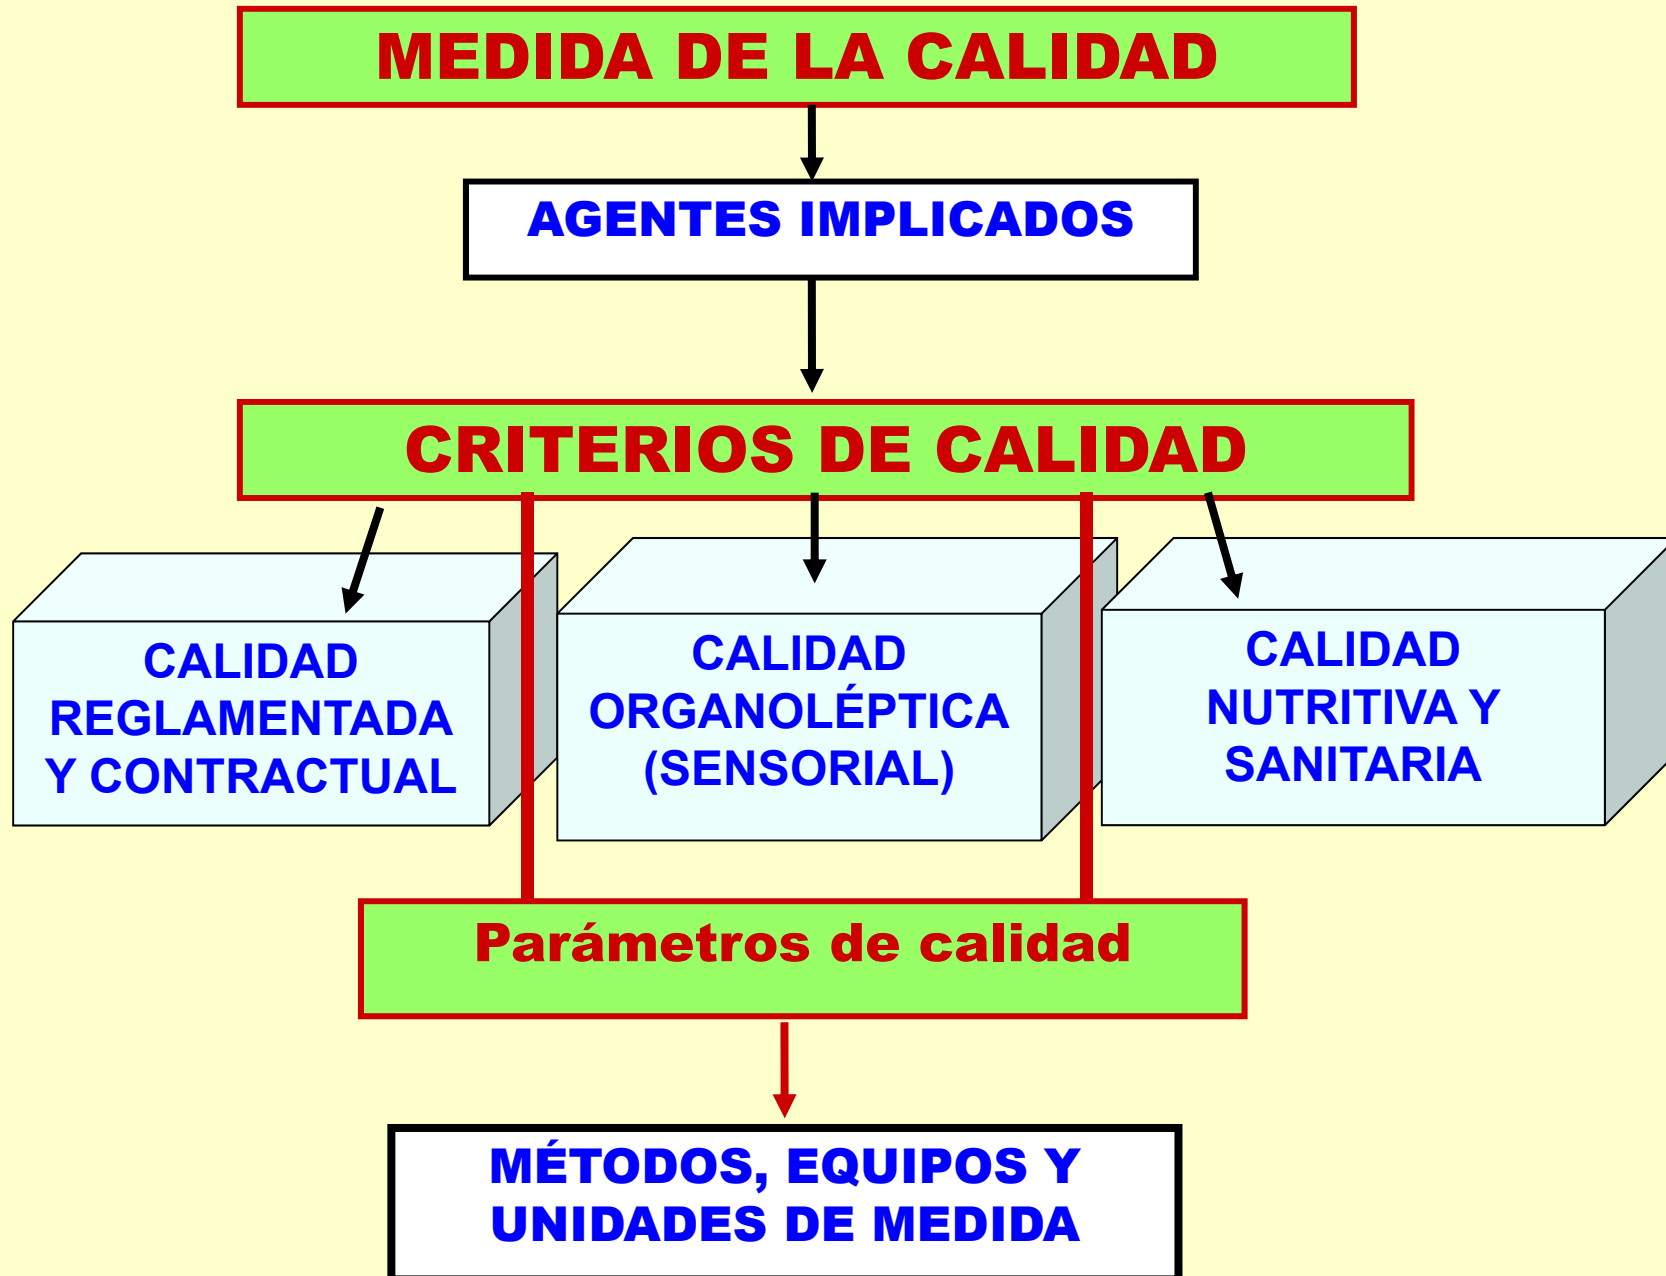 MEDIDA DE LA CALIDAD
AGENTES IMPLICADOS
CRITERIOS DE CALIDAD
CALIDAD
REGLAMENTADA
Y CONTRACTUAL
CALIDAD
ORGANOLÉPTICA
(SENSORIAL)
CALIDAD
NUTRITIVA Y
SANITARIA
Parámetros de calidad
MÉTODOS, EQUIPOS Y
UNIDADES DE MEDIDA